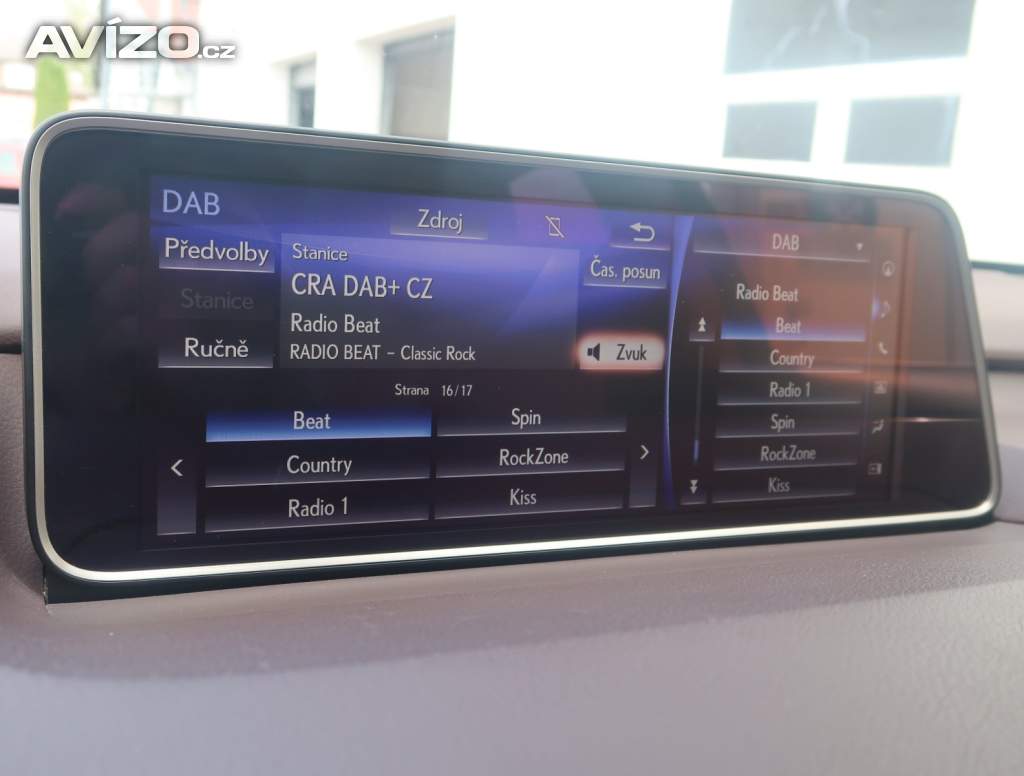 AVÍZO.cz
DAB
Zdroj
Předvolby
Stanice
Ručně
Stanice
CRA DAB+ CZ
Radio Beat
RADIO BEAT - Classic Rock
Čas. posun
Zvuk
Strana 16/17
Beat
Spin
Country
RockZone
Radio 1
Kiss
DAB
Radio Beat
Beat
Country
Radio 1
Spin
RockZone
Kiss